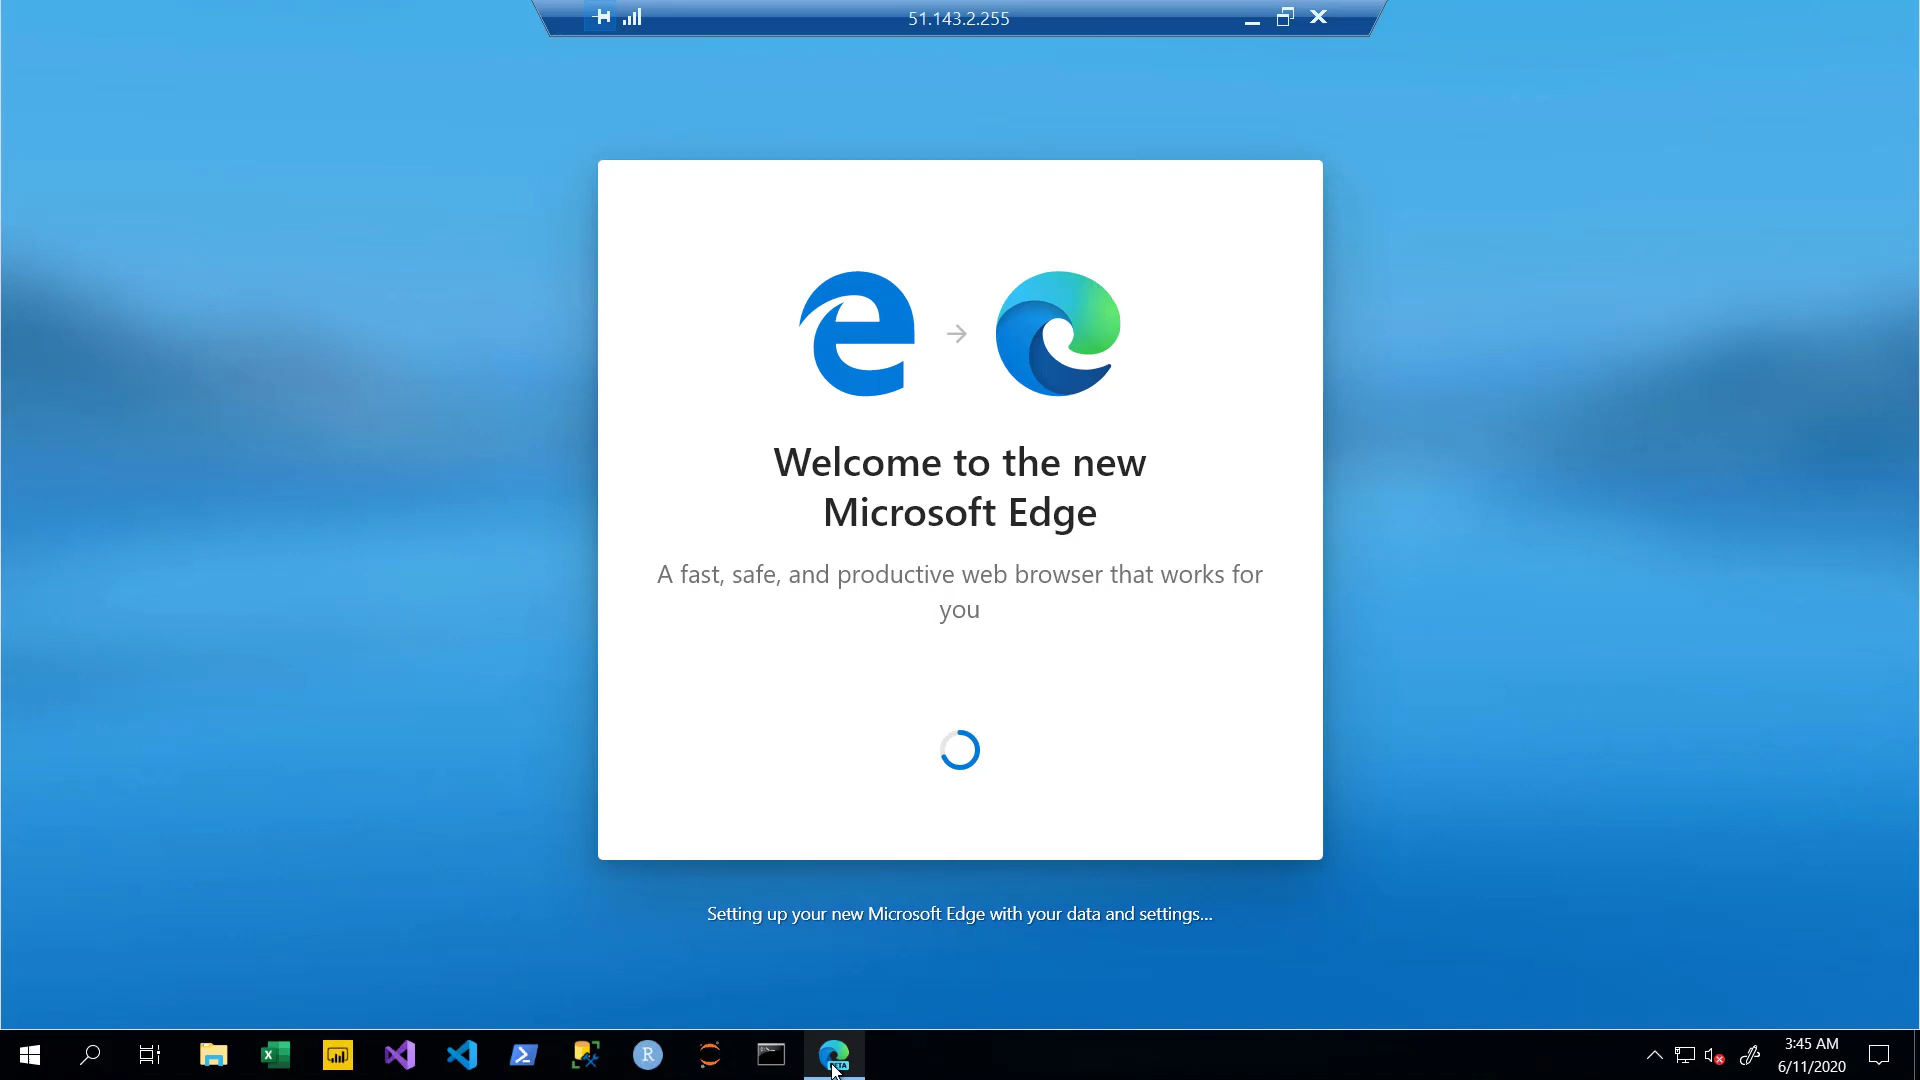 51.143.2.255
Welcome to the new
Microsoft Edge
A fast, safe, and productive web browser that works for
you
Setting up your new Microsoft Edge with your data and settings...
R
BETA
3:45 AM
6/11/2020